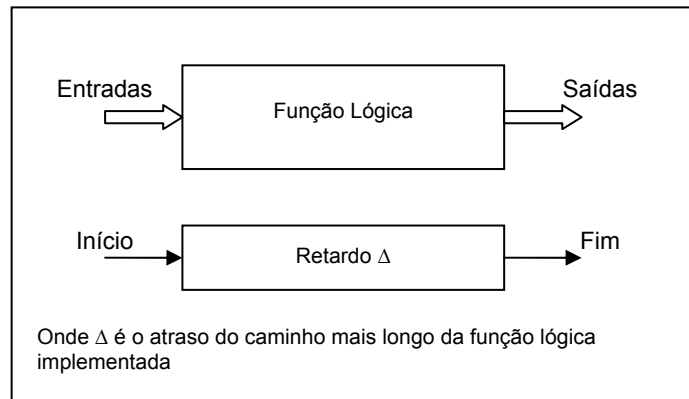 Entradas
Função Lógica
Saídas
Início
Retardo Δ
Fim
Onde Δ é o atraso do caminho mais longo da função lógica
implementada